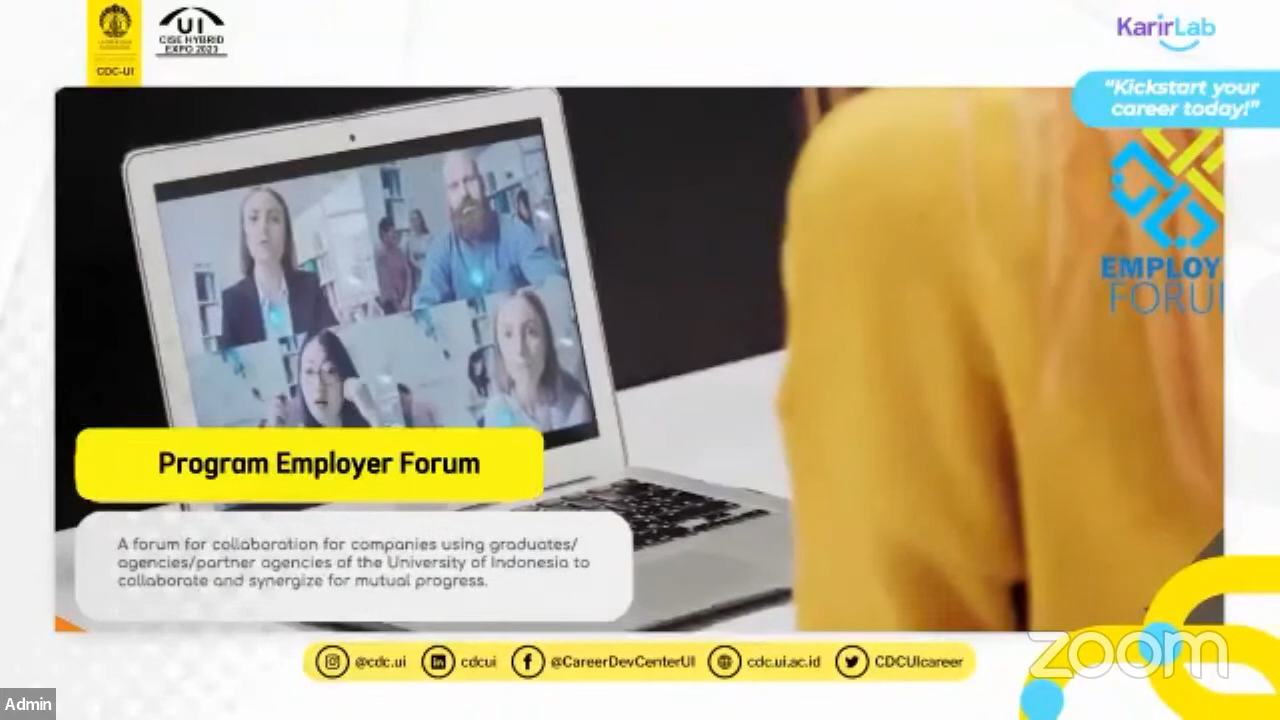 CDC-UI
UI
CISE HYBRID
EXPO 2023
KarirLab
"Kickstart your
career today!"
EMPLOY
FORU
Program Employer Forum
A forum for collaboration for companies using graduates/
agencies/partner agencies of the University of Indonesia to
collaborate and synergize for mutual progress.
@cdc.ui
cdcui
@CareerDevCenterUI
cdc.ui.ac.id
CDCUIcareer
zoom
Admin